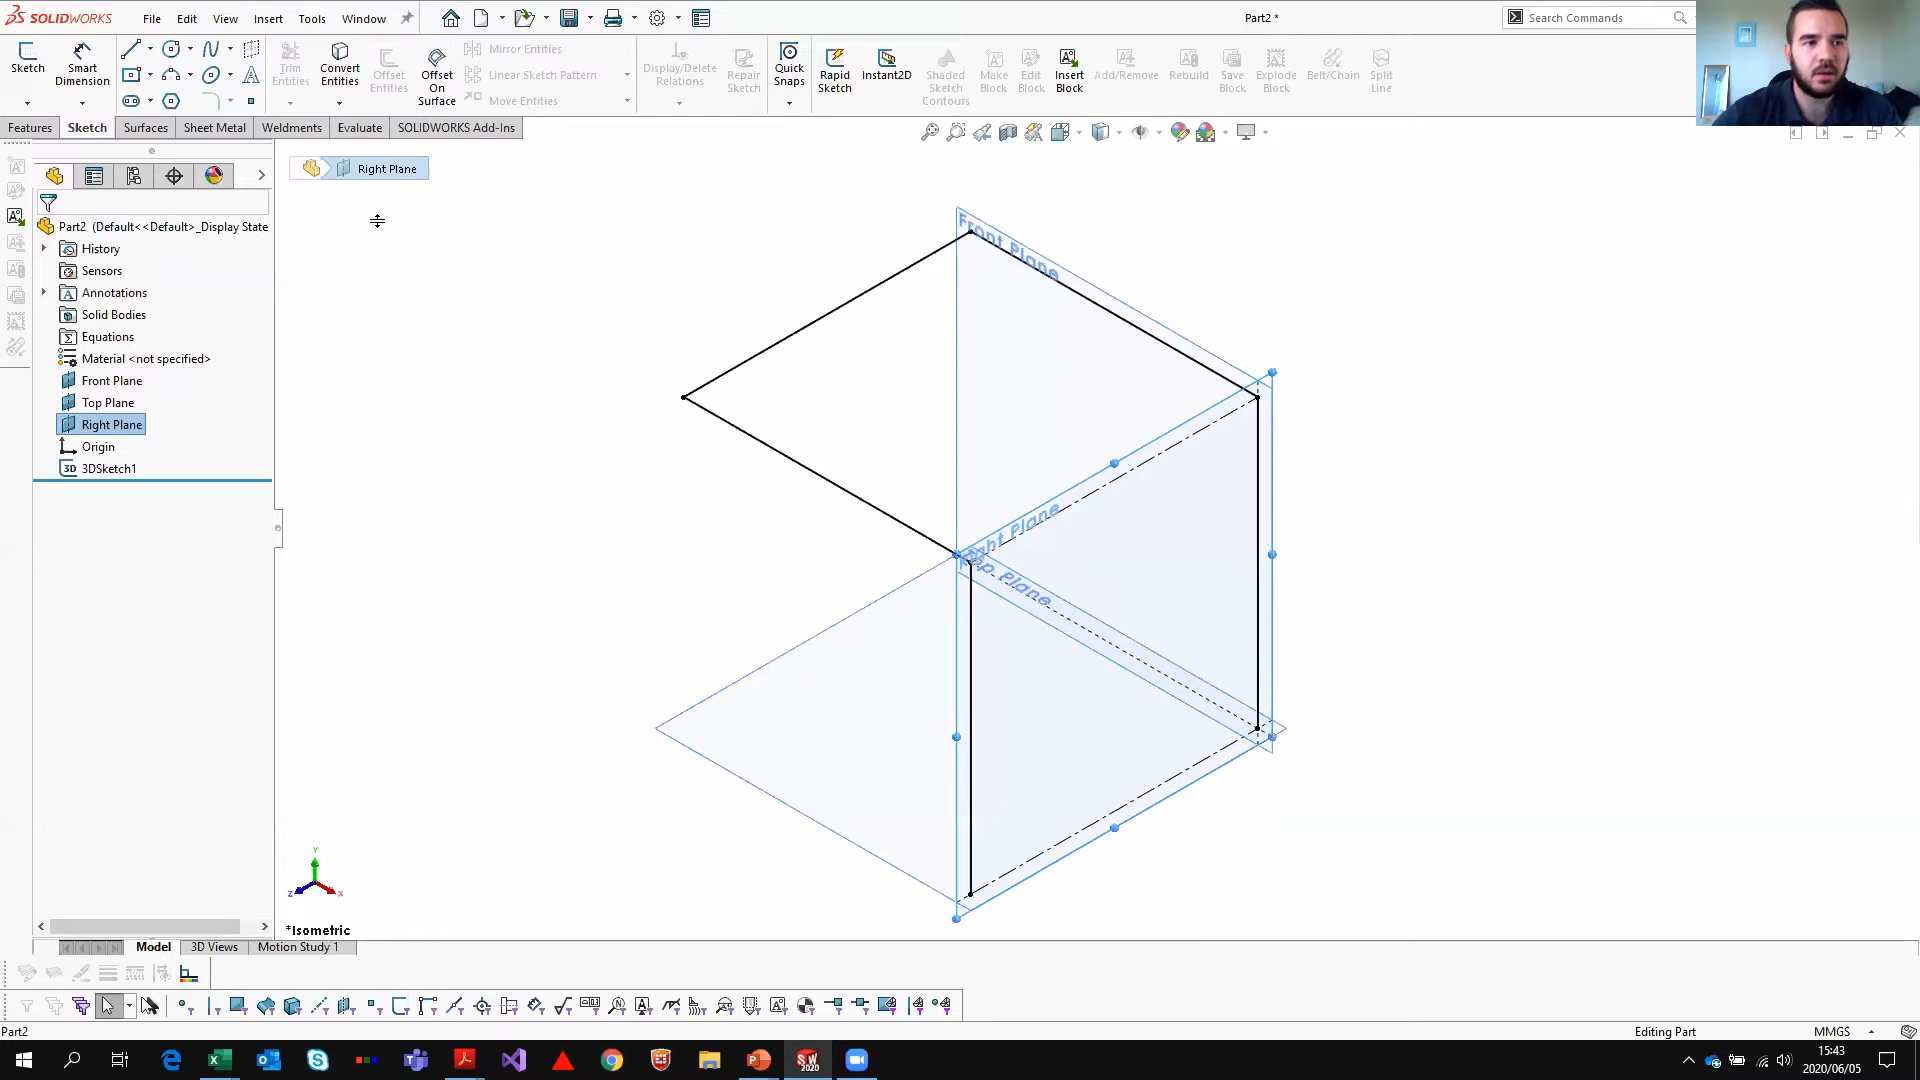 SOLIDWORKS
File Edit View Insert Tools Window
Part2 *
Search Commands
Sketch
Smart Dimension
Trim Entities
Convert Entities
Offset Entities
Offset On Surface
Mirror Entities
Linear Sketch Pattern
Move Entities
Display/Delete Relations
Repair Sketch
Quick Snaps
Rapid Sketch
Instant2D
Shaded Sketch Contours
Make Block
Edit Block
Insert Block
Add/Remove
Rebuild
Save Block
Explode Block
Belt/Chain
Split Line
Features Sketch Surfaces Sheet Metal Weldments Evaluate SOLIDWORKS Add-Ins
Right Plane
Part2 (Default<<Default>_Display State
History
Sensors
Annotations
Solid Bodies
Equations
Material <not specified>
Front Plane
Top Plane
Right Plane
Origin
3D 3DSketch1
Front Plane
Right Plane
Top Plane
Y
Z X
*Isometric
Model 3D Views Motion Study 1
Part2
Editing Part
MMGS
15:43
2020/06/05